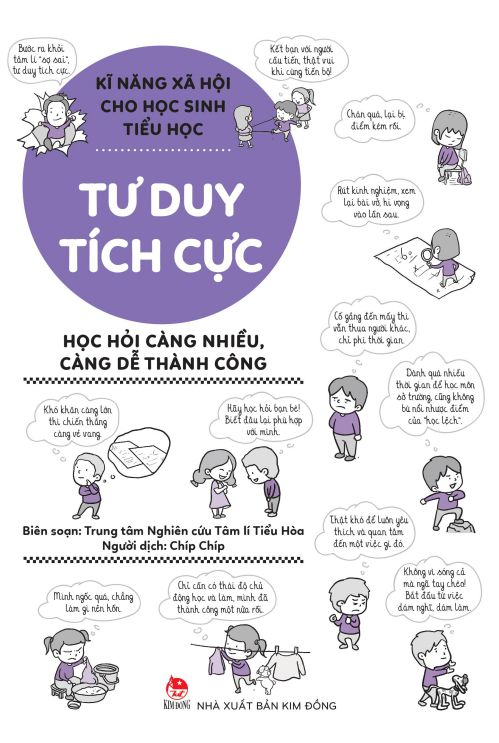 Bước ra khỏi
tâm lí "sợ sai",
tư duy tích cực.
Kết bạn với người
cầu tiến, thật vui
khi cùng tiến bộ!
KĨ NĂNG XÃ HỘI
CHO HỌC SINH
TIỂU HỌC
TƯ DUY
TÍCH CỰC
Chán quá, lại bị
điểm kém rồi.
Rút kinh nghiệm, xem
lại bài vở, hi vọng
vào lần sau.
HỌC HỎI CÀNG NHIỀU,
CÀNG DỄ THÀNH CÔNG
Cố gắng đến mấy thì
vẫn thua người khác,
chỉ phí thời gian.
Dành quá nhiều
thời gian để học môn
sở trường, cũng không
bù nổi nhược điểm
của "học lệch".
Khó khăn càng lớn
thì chiến thắng
càng vẻ vang.
Hãy học hỏi bạn bè!
Biết đâu lại phù hợp
với mình.
Biên soạn: Trung tâm Nghiên cứu Tâm lí Tiểu Hòa
Người dịch: Chíp Chíp
Thật khó để luôn yêu
thích và quan tâm
đến một việc gì đó.
Không vì sóng cả
mà ngã tay chèo!
Bắt đầu từ việc
dám nghĩ, dám làm.
Mình ngốc quá, chẳng
làm gì nên hồn.
Chỉ cần có thái độ chủ
động học và làm, mình đã
thành công một nửa rồi.
KIM ĐỒNG
NHÀ XUẤT BẢN KIM ĐỒNG